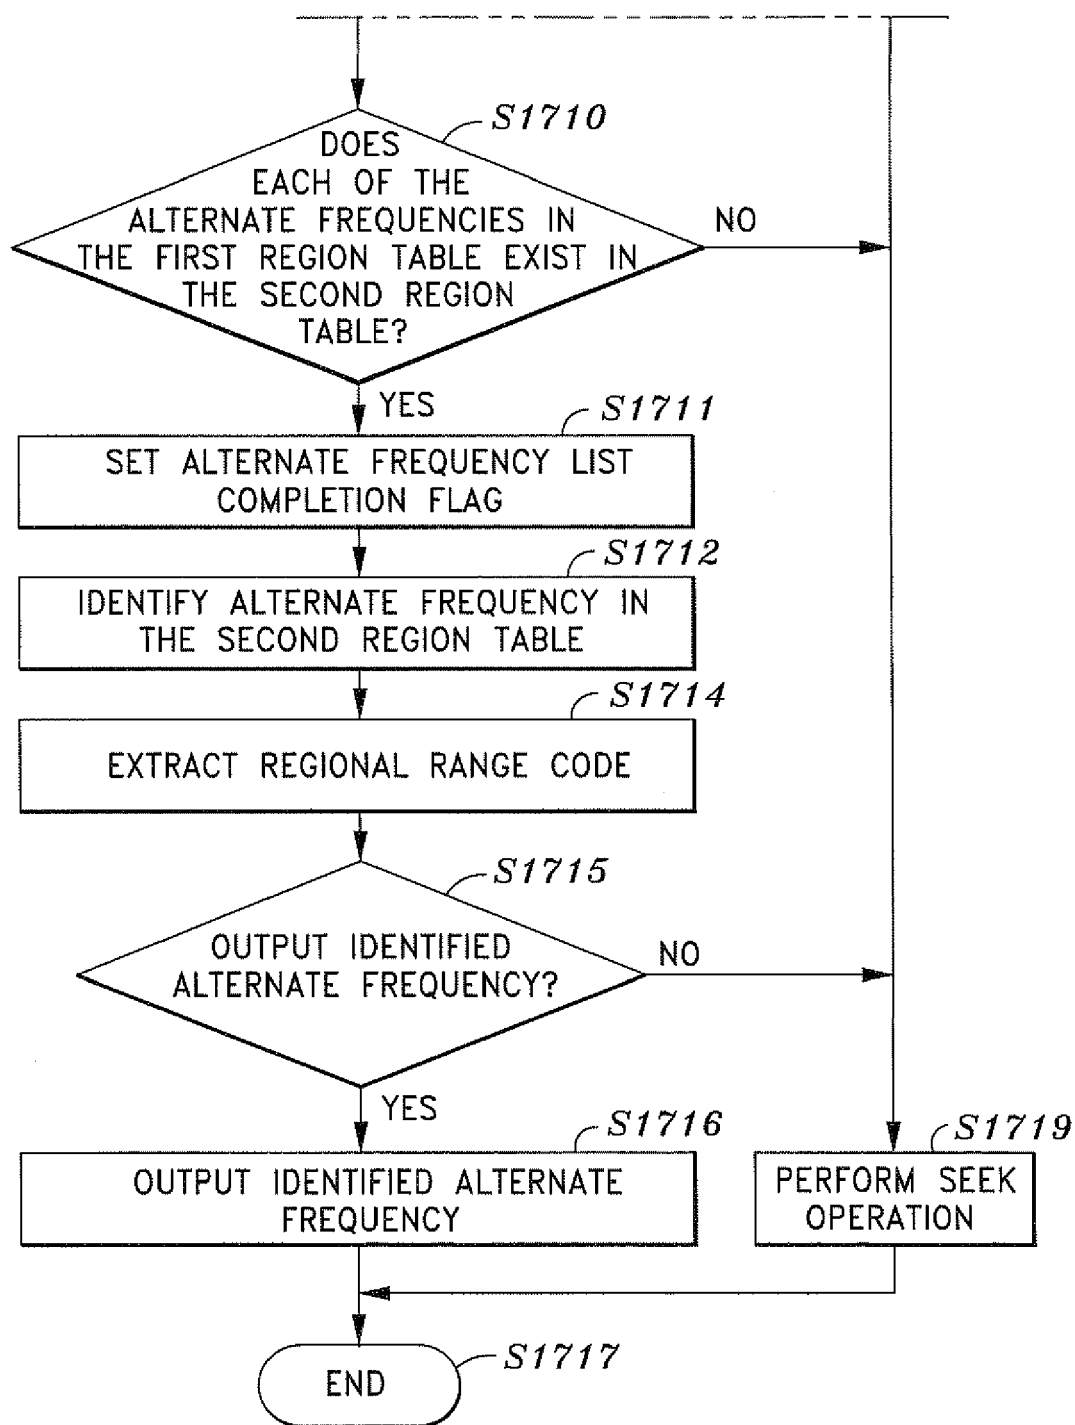 S1710
DOES
EACH OF THE
ALTERNATE FREQUENCIES IN
THE FIRST REGION TABLE EXIST IN
THE SECOND REGION
TABLE?
NO
YES
S1711
SET ALTERNATE FREQUENCY LIST
COMPLETION FLAG
S1712
IDENTIFY ALTERNATE FREQUENCY IN
THE SECOND REGION TABLE
S1714
EXTRACT REGIONAL RANGE CODE
S1715
OUTPUT IDENTIFIED
ALTERNATE FREQUENCY?
NO
YES
S1716
OUTPUT IDENTIFIED ALTERNATE
FREQUENCY
S1719
PERFORM SEEK
OPERATION
S1717
END